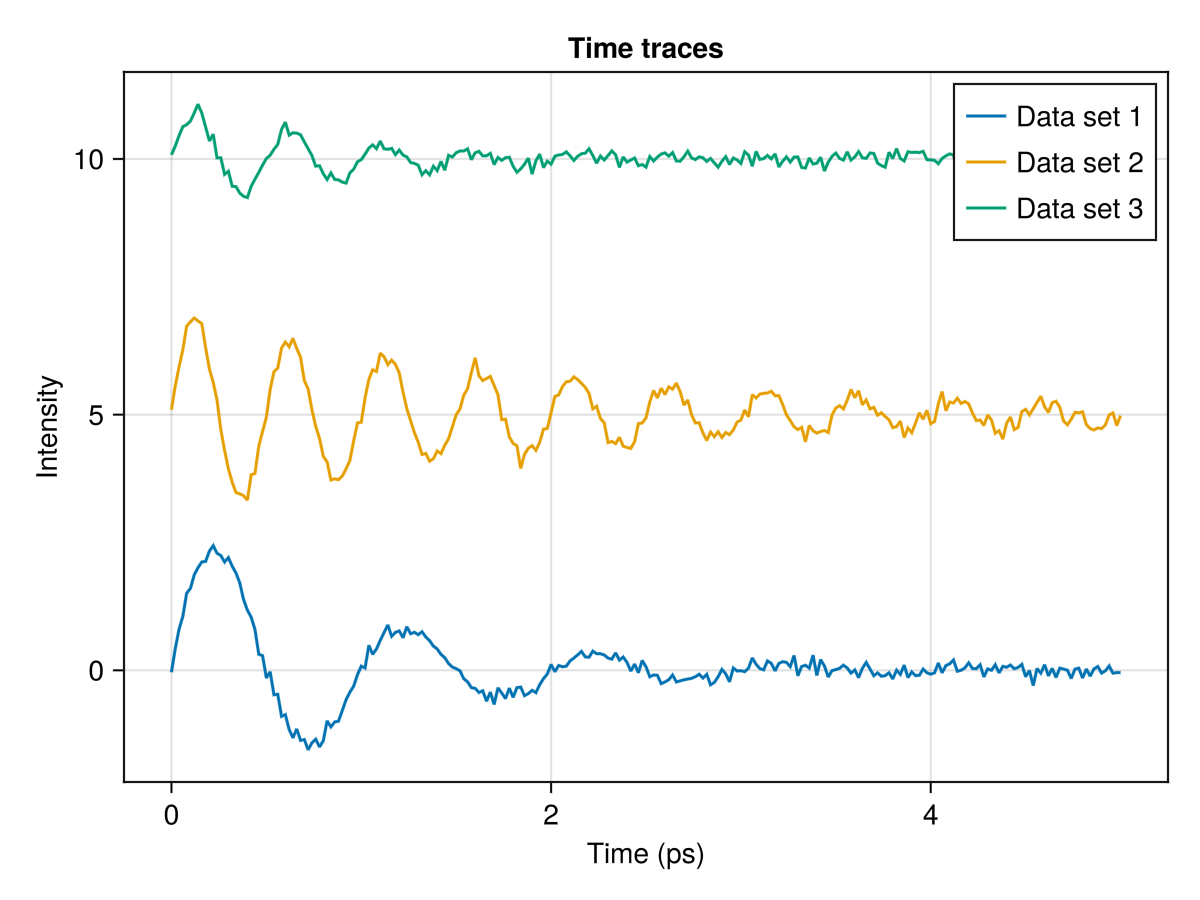 Time traces
Data set 1
Data set 2
Data set 3
10
5
0
Intensity
0 2 4
Time (ps)